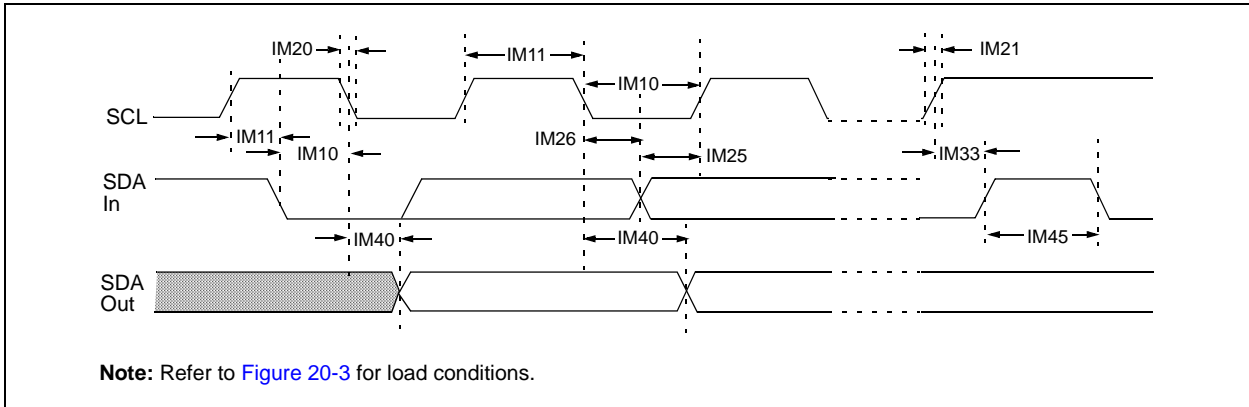 IM20
IM11
IM21
IM10
SCL
IM11
IM26
IM10
IM25
IM33
SDA
In
IM40
IM40
IM45
SDA
Out
Note: Refer to Figure 20-3 for load conditions.